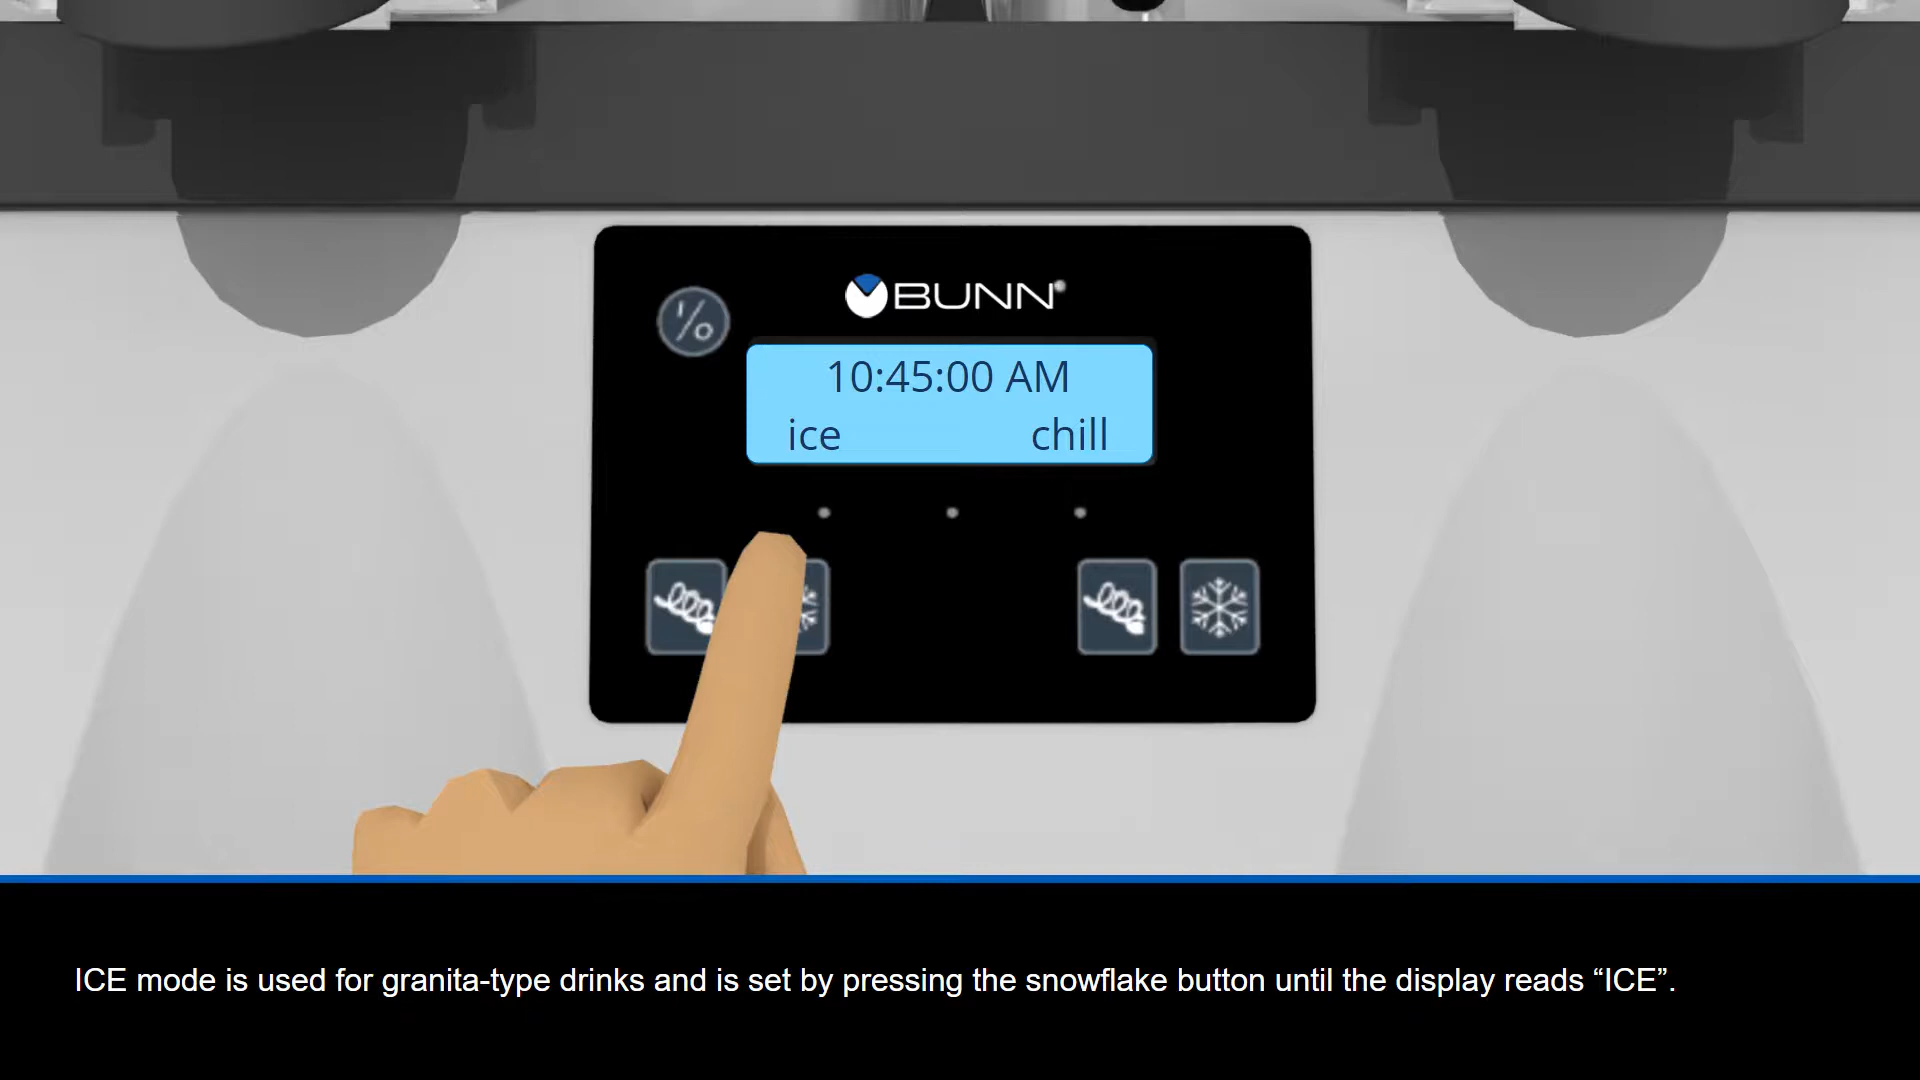 BUNN
10:45:00 AM
ice chill
ICE mode is used for granita-type drinks and is set by pressing the snowflake button until the display reads “ICE”.